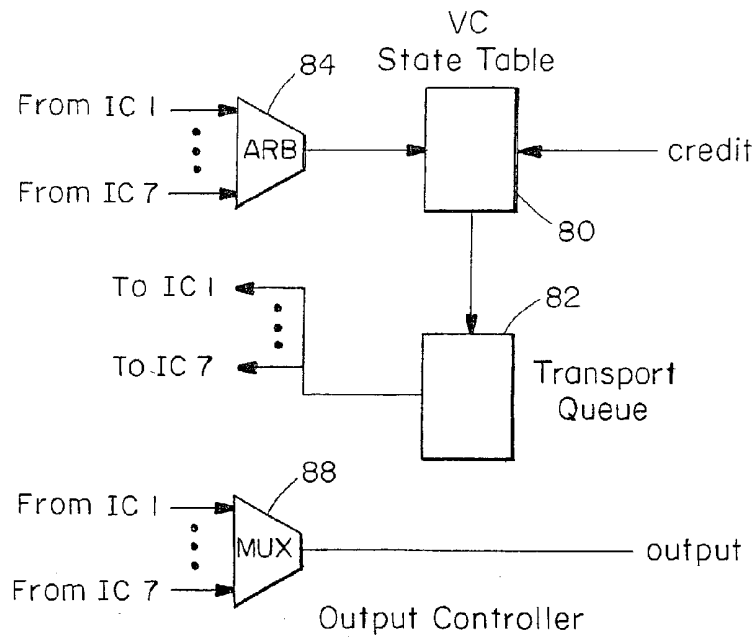 VC
State Table
84
From IC 1
ARB
credit
From IC 7
80
To IC 1
82
To IC 7
Transport
Queue
88
From IC 1
MUX
output
From IC 7
Output Controller